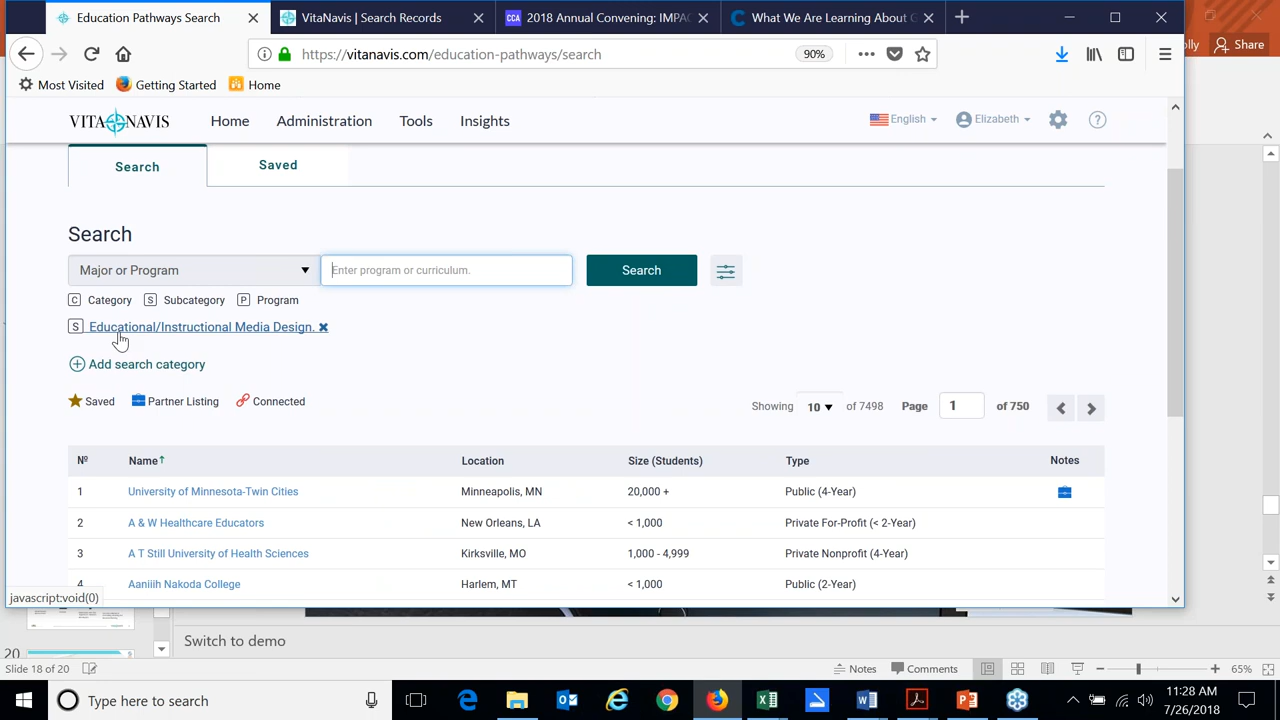 Education Pathways Search
VitaNavis | Search Records
CCA 2018 Annual Convening: IMPAC
What We Are Learning About G
https://vitanavis.com/education-pathways/search
90%
lly Share
Most Visited Getting Started Home
VITA NAVIS Home Administration Tools Insights English Elizabeth
Search Saved
Search
Major or Program Enter program or curriculum. Search
C Category S Subcategory P Program
S Educational/Instructional Media Design.
Add search category
Saved Partner Listing Connected Showing 10 of 7498 Page 1 of 750
Nº Name Location Size (Students) Type Notes
1 University of Minnesota-Twin Cities Minneapolis, MN 20,000 + Public (4-Year)
2 A & W Healthcare Educators New Orleans, LA < 1,000 Private For-Profit (< 2-Year)
3 A T Still University of Health Sciences Kirksville, MO 1,000 - 4,999 Private Nonprofit (4-Year)
4 Aaniiih Nakoda College Harlem, MT < 1,000 Public (2-Year)
javascript:void(0)
Switch to demo
20
Slide 18 of 20 Notes Comments 65%
Type here to search 11:28 AM
7/26/2018